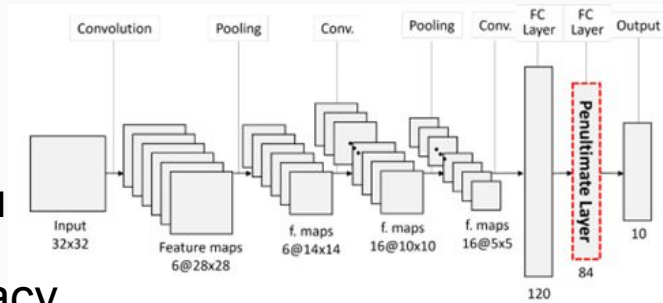 Convolution
Pooling
Conv.
Pooling
Conv.
FC
Layer
FC
Layer
Output
Input
32x32
Feature maps
6@28x28
f. maps
6@14x14
f. maps
16@10x10
f. maps
16@5x5
120
Penultimate Layer
84
10